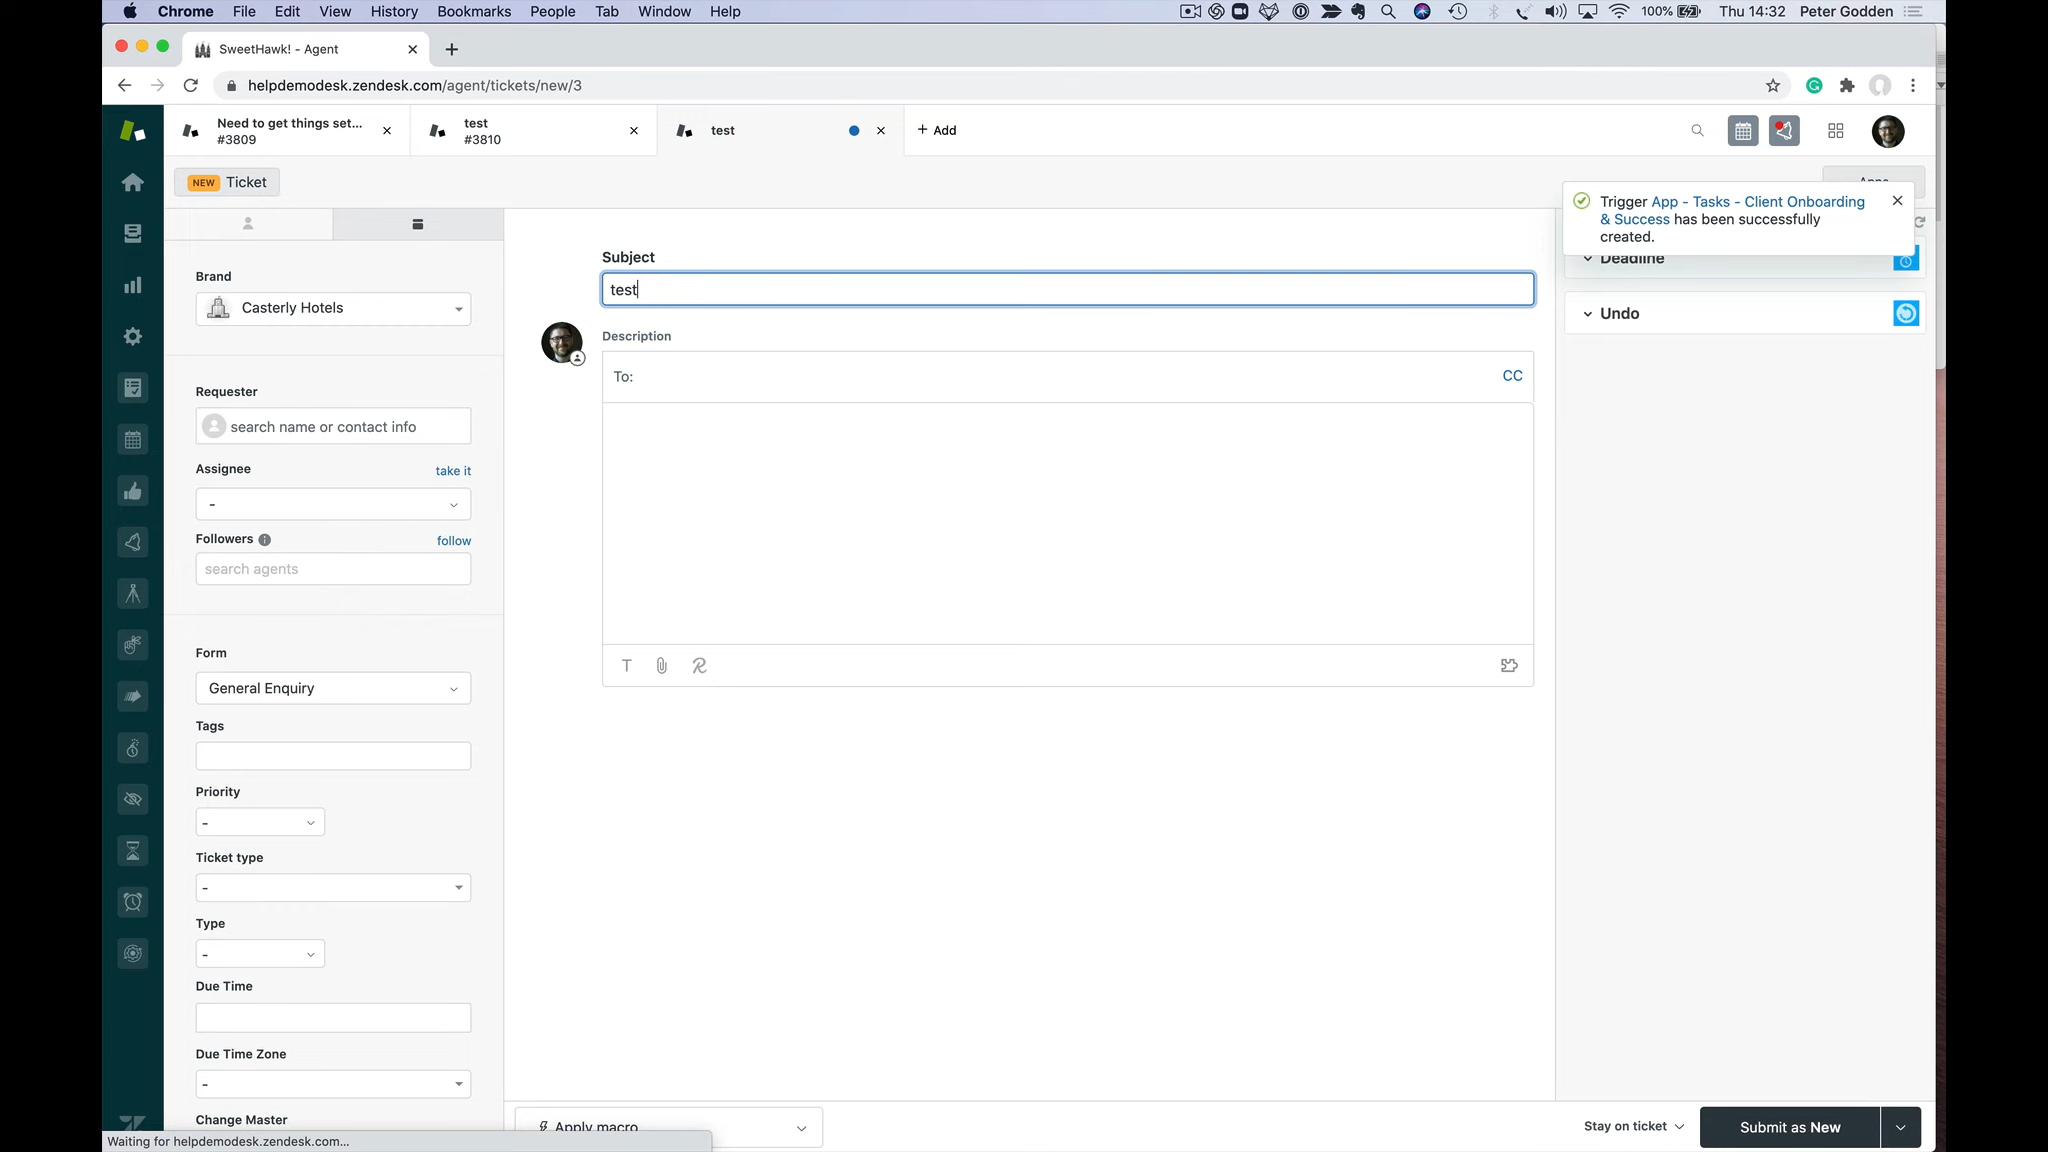 Chrome File Edit View History Bookmarks People Tab Window Help
100% Thu 14:32 Peter Godden
SweetHawk! - Agent
helpdemodesk.zendesk.com/agent/tickets/new/3
Need to get things set...
#3809
test
#3810
test
+ Add
NEW Ticket
Apps
Trigger App - Tasks - Client Onboarding
& Success has been successfully
created.
Deadline
Undo
Brand
Casterly Hotels
Requester
search name or contact info
Assignee take it
-
Followers follow
search agents
Form
General Enquiry
Tags
Priority
-
Ticket type
-
Type
-
Due Time
Due Time Zone
-
Change Master
Subject
test
Description
To: CC
Apply macro
Stay on ticket
Submit as New
Waiting for helpdemodesk.zendesk.com...